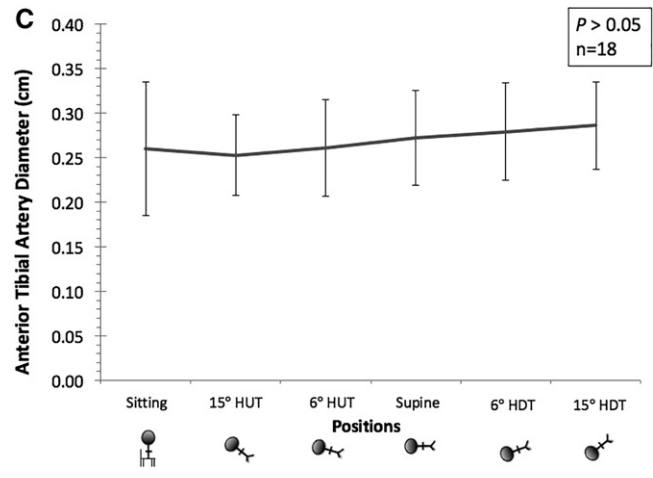 C
P > 0.05
n=18
Anterior Tibial Artery Diameter (cm)
0.40
0.35
0.30
0.25
0.20
0.15
0.10
0.05
0.00
Sitting 15° HUT 6° HUT Supine 6° HDT 15° HDT
Positions